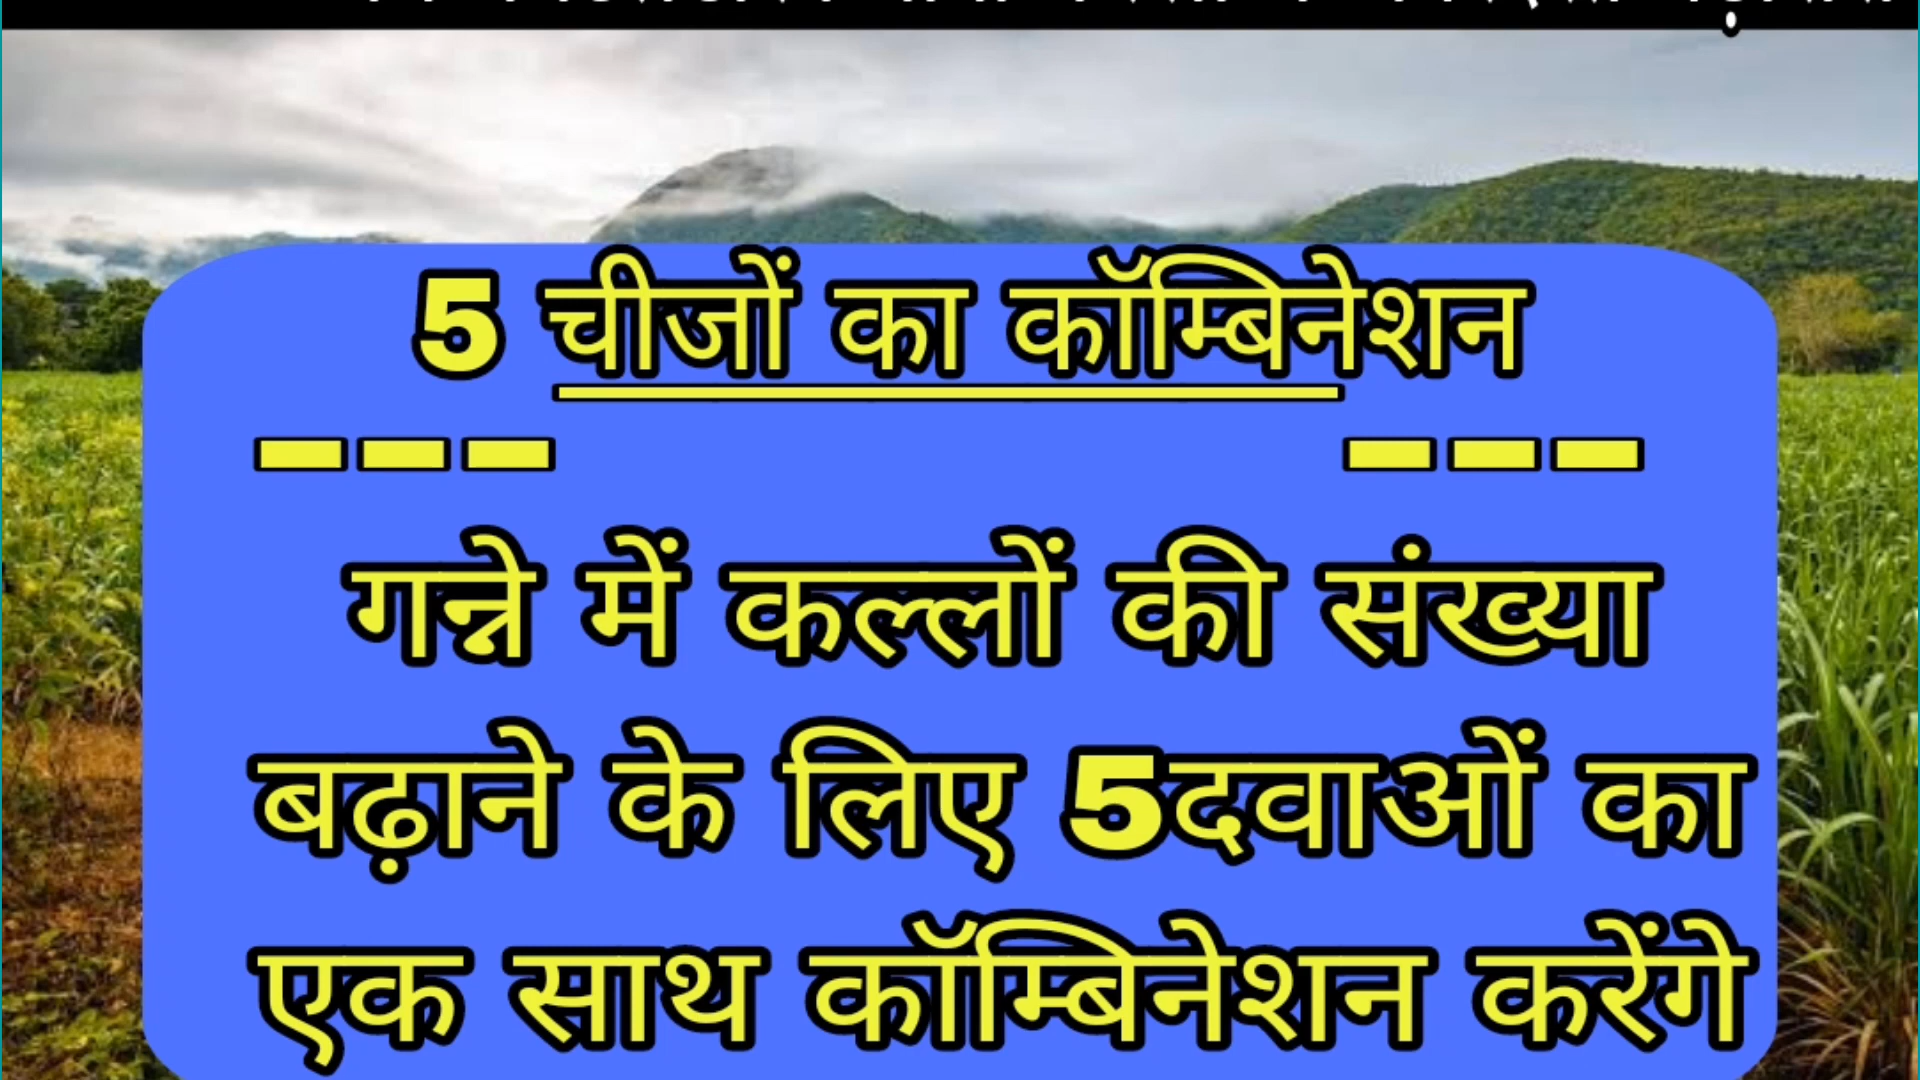 5 चीजों का कॉम्बिनेशन
--- ---
गन्ने में कल्लों की संख्या
बढ़ाने के लिए 5दवाओं का
एक साथ कॉम्बिनेशन करेंगे